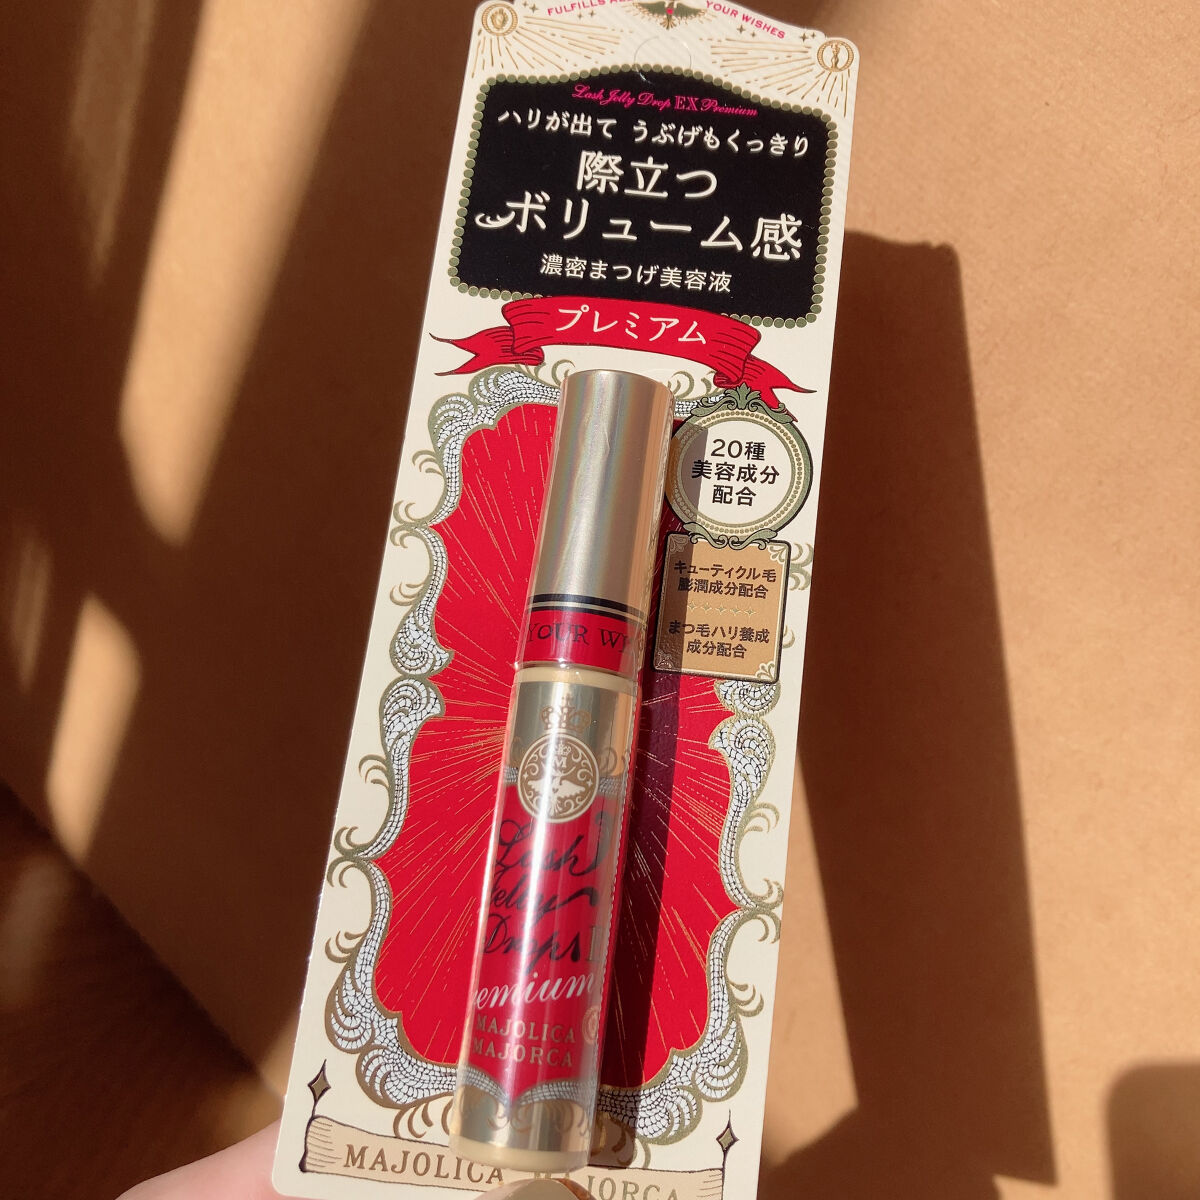 FULFILLS
YOUR WISHES
Lash Jelly Drop EX Premium
ハリが出て うぶげもくっきり
際立つ
ボリューム感
濃密まつげ美容液
プレミアム
20種
美容成分
配合
キューティクル毛
膨潤成分配合
まつ毛ハリ養成
成分配合
YOUR
M
Lash
Jelly
Drops
Premium
MAJOLICA
MAJORCA
MAJOLICA MAJORCA